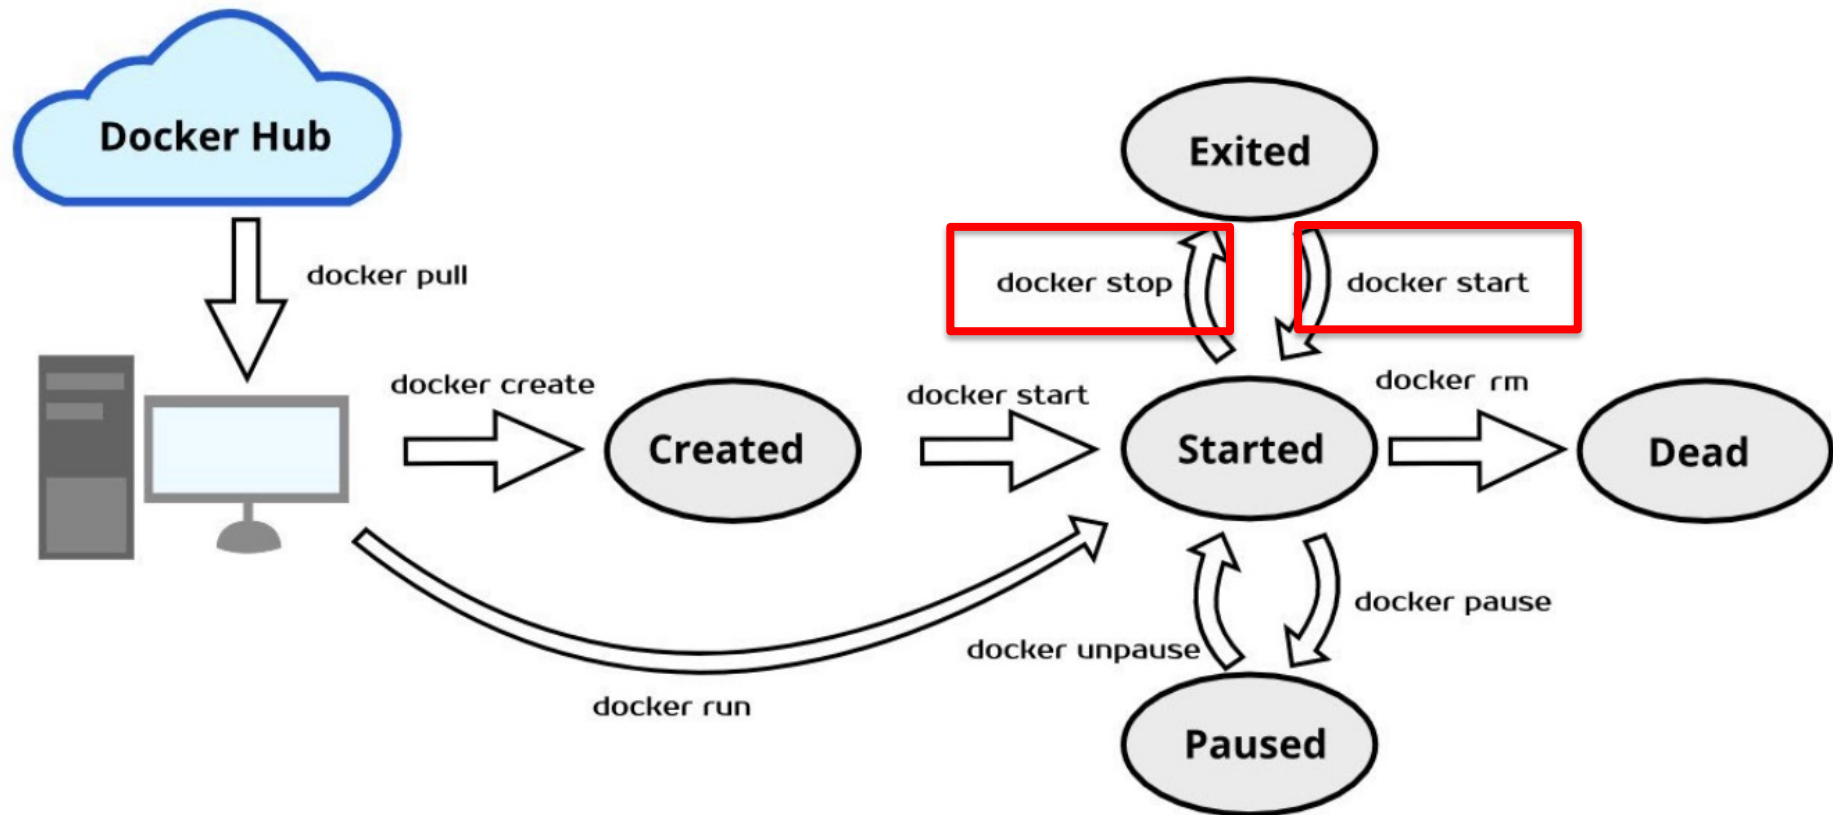 Docker Hub
docker pull
Exited
docker stop
docker start
docker create
Created
docker start
Started
docker rm
Dead
docker run
docker unpause
docker pause
Paused